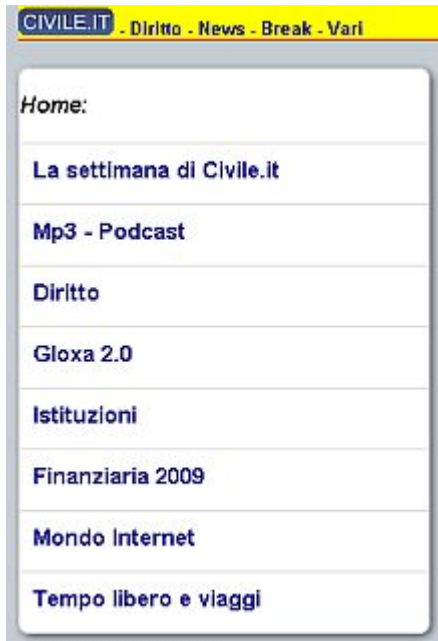 CIVILE.IT - Diritto - News - Break - Vari
Home:
La settimana di Civile.it
Mp3 - Podcast
Diritto
Gloxa 2.0
Istituzioni
Finanziaria 2009
Mondo Internet
Tempo libero e viaggi